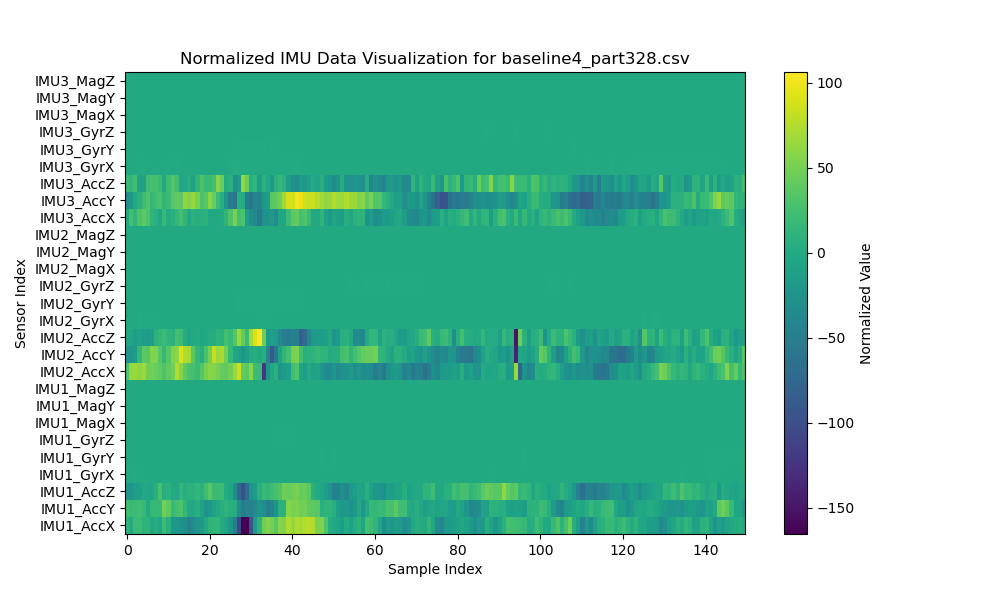 Normalized IMU Data Visualization for baseline4_part328.csv
IMU3_MagZ
IMU3_MagY
IMU3_MagX
IMU3_GyrZ
IMU3_GyrY
IMU3_GyrX
IMU3_AccZ
IMU3_AccY
IMU3_AccX
IMU2_MagZ
IMU2_MagY
IMU2_MagX
IMU2_GyrZ
IMU2_GyrY
IMU2_GyrX
IMU2_AccZ
IMU2_AccY
IMU2_AccX
IMU1_MagZ
IMU1_MagY
IMU1_MagX
IMU1_GyrZ
IMU1_GyrY
IMU1_GyrX
IMU1_AccZ
IMU1_AccY
IMU1_AccX
Sensor Index
0 20 40 60 80 100 120 140
Sample Index
100
50
0
−50
−100
−150
Normalized Value